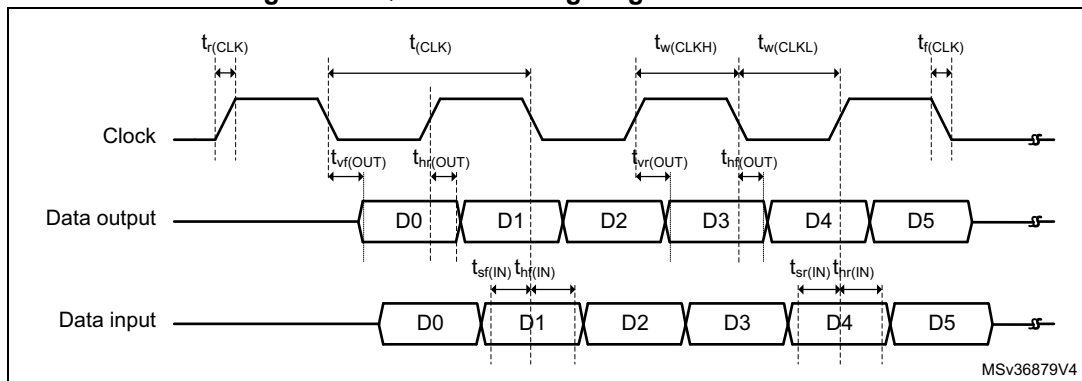 t_r(CLK) t_(CLK) t_w(CLKH) t_w(CLKL) t_f(CLK)
Clock
t_vf(OUT) t_hr(OUT) t_vr(OUT) t_hf(OUT)
Data output D0 D1 D2 D3 D4 D5
t_sf(IN) t_hf(IN) t_sr(IN) t_hr(IN)
Data input D0 D1 D2 D3 D4 D5
MSv36879V4